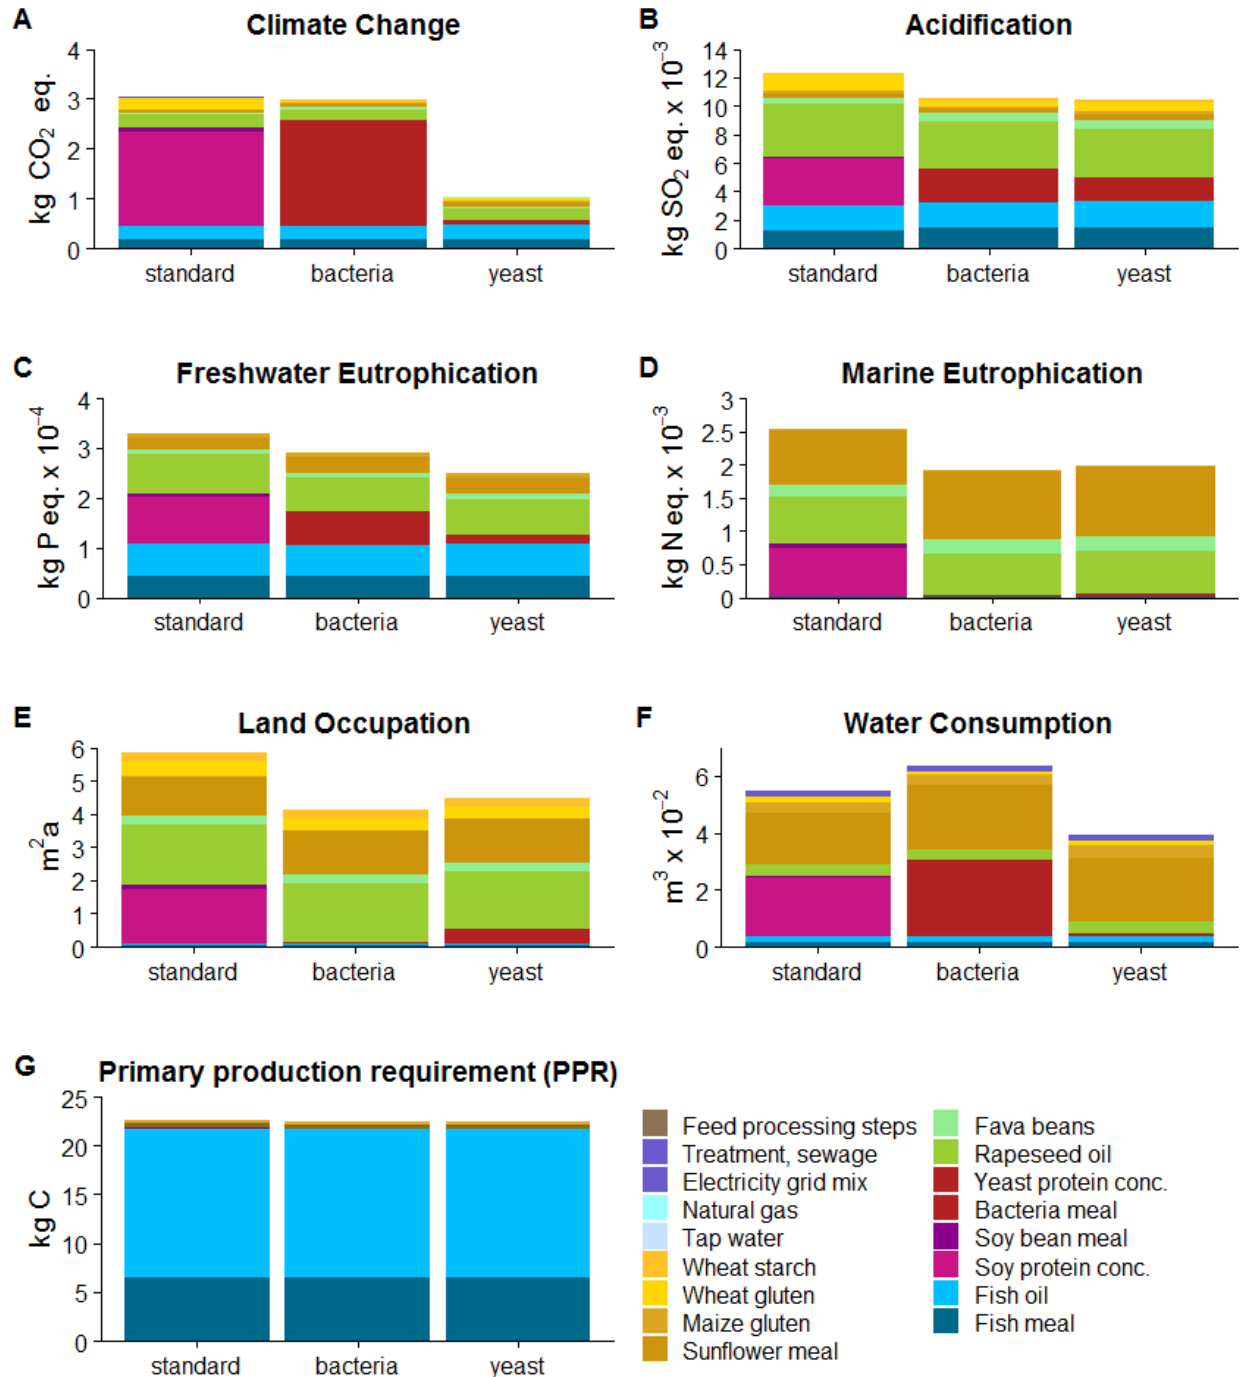 A Climate Change
kg CO₂ eq.
4
3
2
1
0
standard bacteria yeast
B Acidification
kg SO₂ eq. x 10⁻³
14
12
10
8
6
4
2
0
standard bacteria yeast
C Freshwater Eutrophication
kg P eq. x 10⁻⁴
4
3
2
1
0
standard bacteria yeast
D Marine Eutrophication
kg N eq. x 10⁻³
3
2.5
2
1.5
1
0.5
0
standard bacteria yeast
E Land Occupation
m²a
6
5
4
3
2
1
0
standard bacteria yeast
F Water Consumption
m³ x 10⁻²
6
4
2
0
standard bacteria yeast
G Primary production requirement (PPR)
kg C
25
20
15
10
5
0
standard bacteria yeast
Feed processing steps
Treatment, sewage
Electricity grid mix
Natural gas
Tap water
Wheat starch
Wheat gluten
Maize gluten
Sunflower meal
Fava beans
Rapeseed oil
Yeast protein conc.
Bacteria meal
Soy bean meal
Soy protein conc.
Fish oil
Fish meal